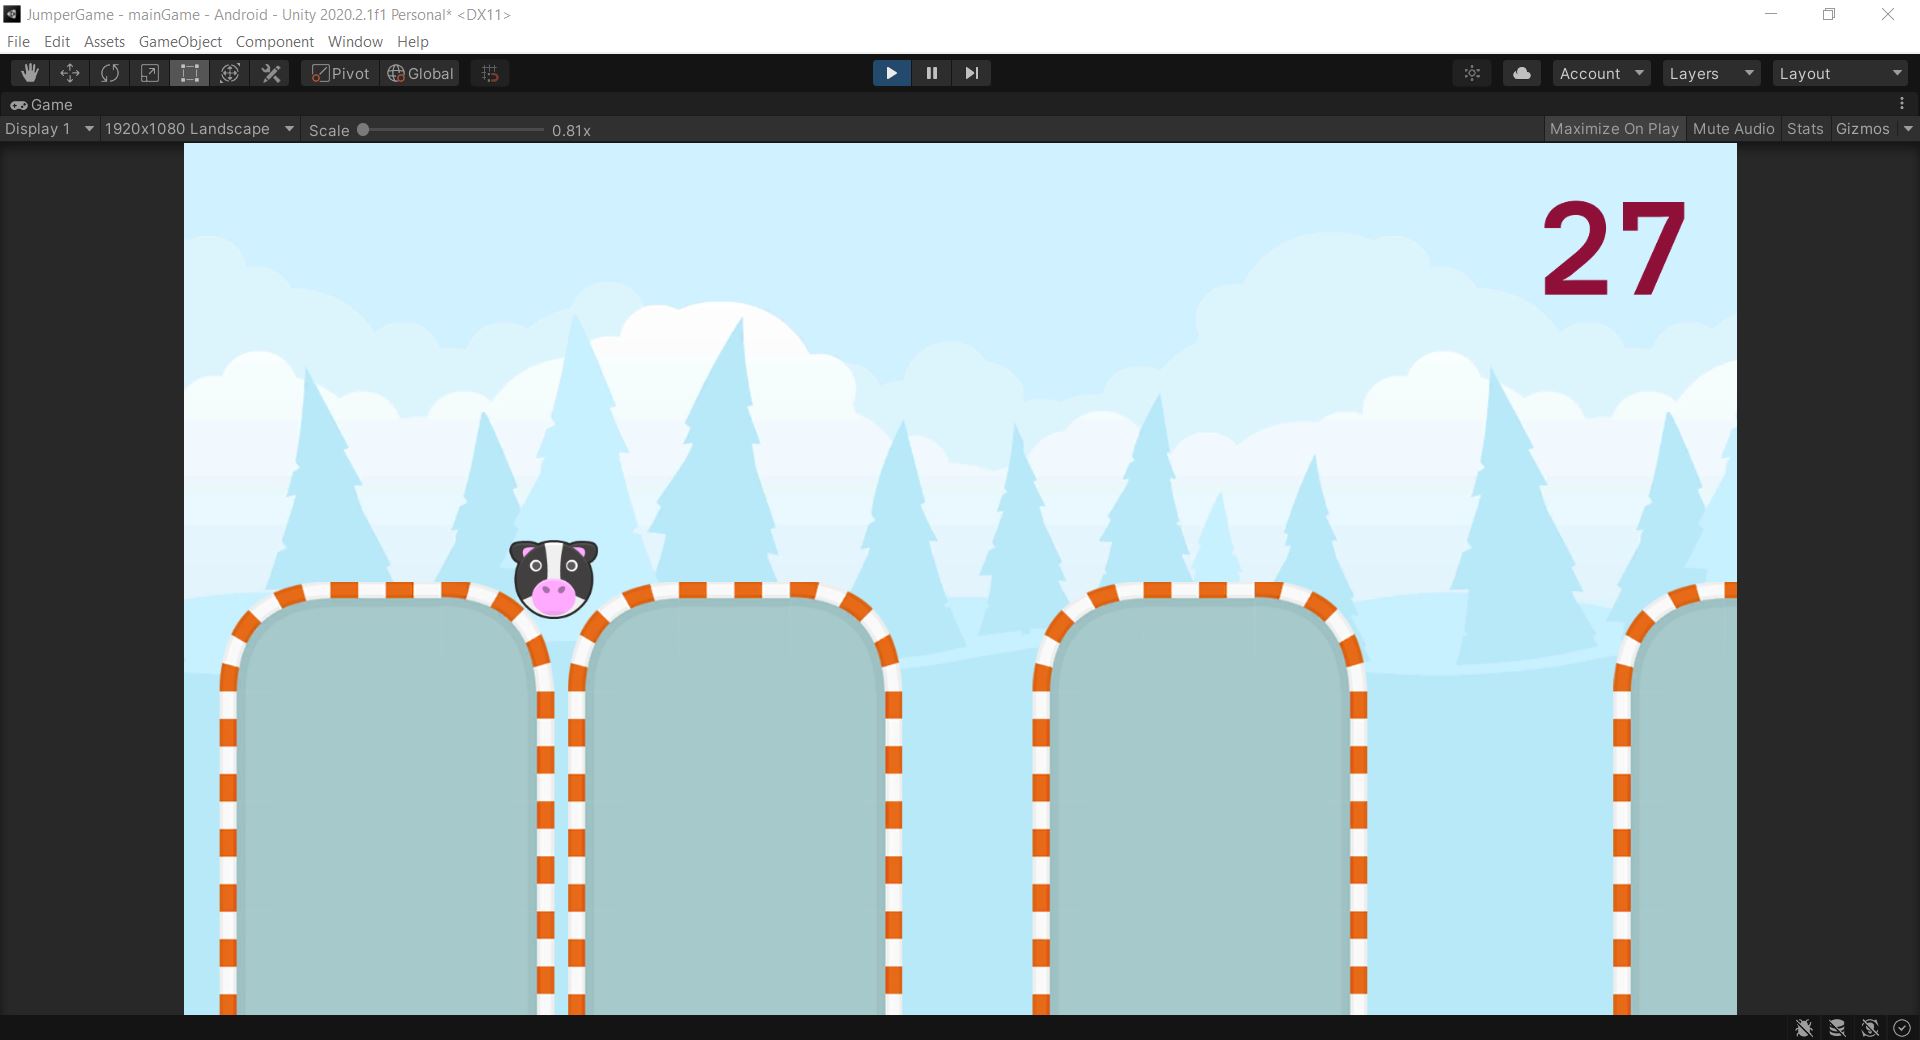 JumperGame - mainGame - Android - Unity 2020.2.1f1 Personal* <DX11>
File Edit Assets GameObject Component Window Help
Pivot Global Account Layers Layout
Game
Display 1 1920x1080 Landscape Scale 0.81x Maximize On Play Mute Audio Stats Gizmos
27